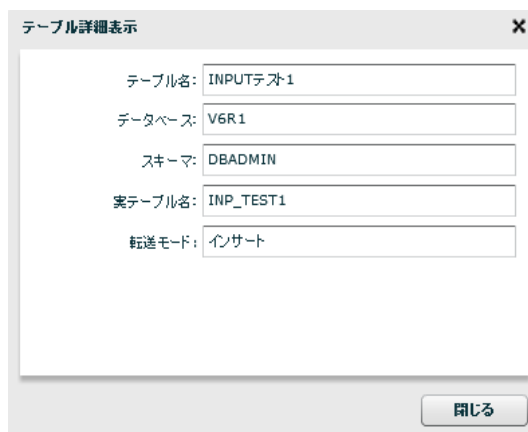 テーブル詳細表示
テーブル名: INPUTテスト1
データベース: V6R1
スキーマ: DBADMIN
実テーブル名: INP_TEST1
転送モード: インサート
閉じる